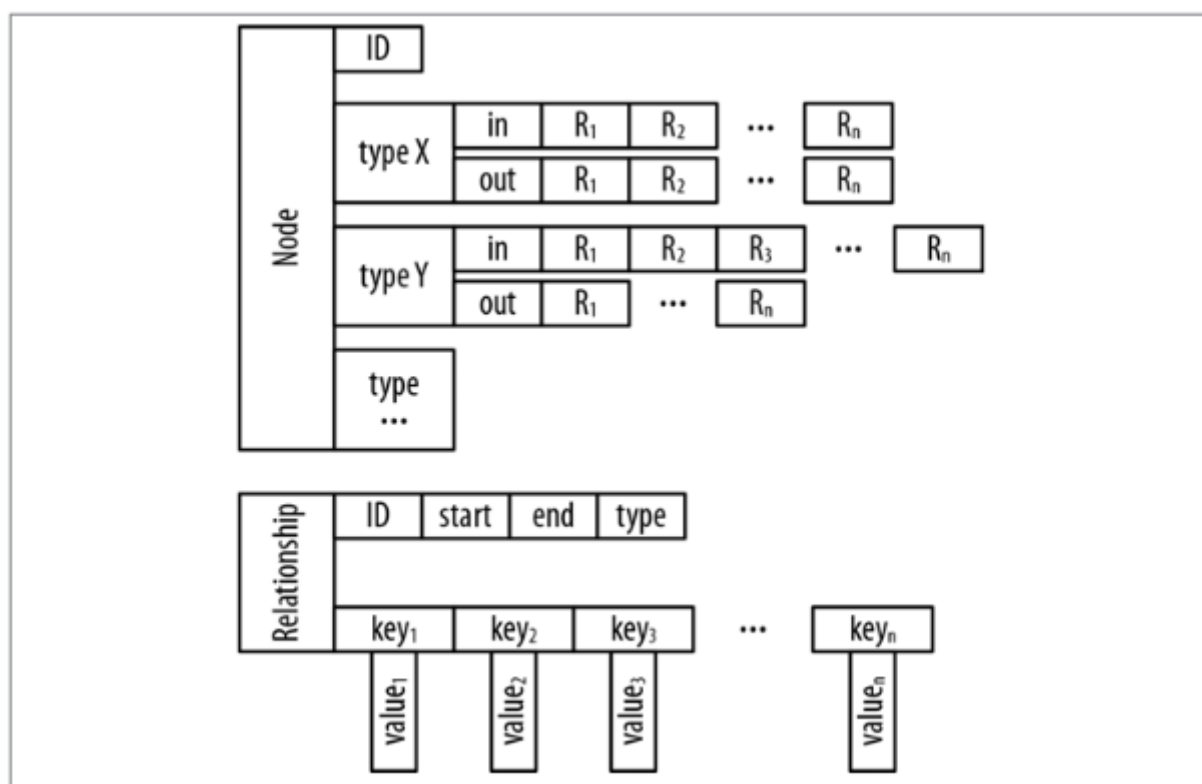 ID
in R₁ R₂ ... Rₙ
type X
out R₁ R₂ ... Rₙ
Node
in R₁ R₂ R₃ ... Rₙ
type Y
out R₁ ... Rₙ
type
...
Relationship
ID start end type
key₁ key₂ key₃ ... keyₙ
value₁ value₂ value₃ valueₙ